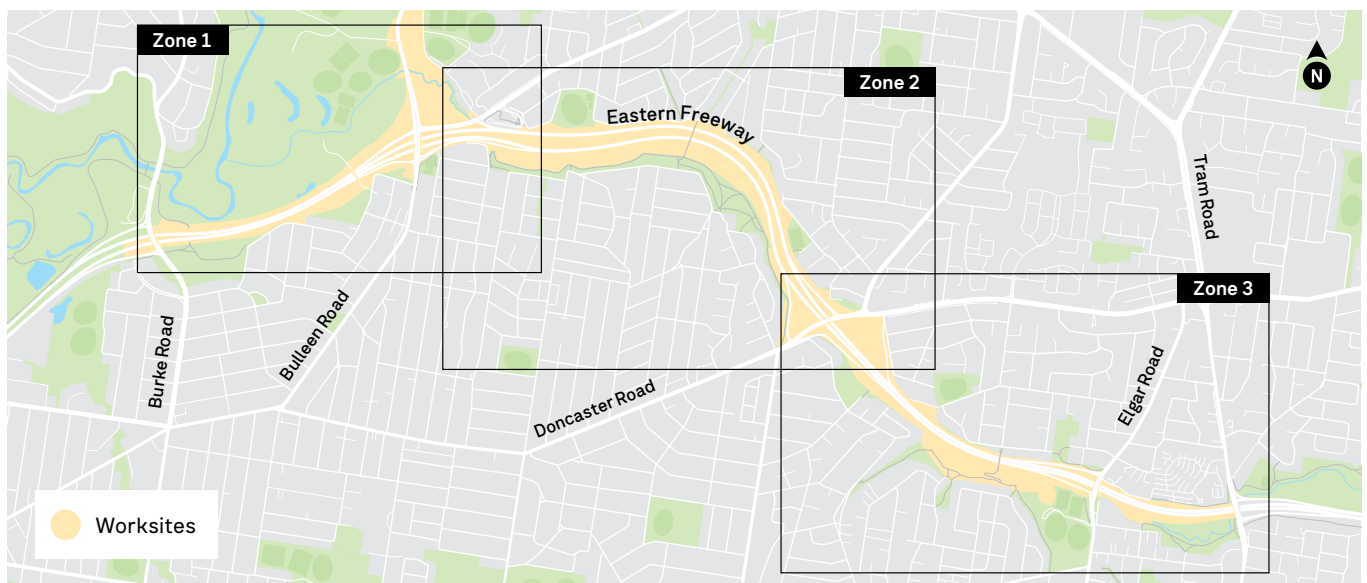 Zone 1
Zone 2
N
Eastern Freeway
Tram Road
Zone 3
Burke Road
Bulleen Road
Doncaster Road
Elgar Road
Worksites